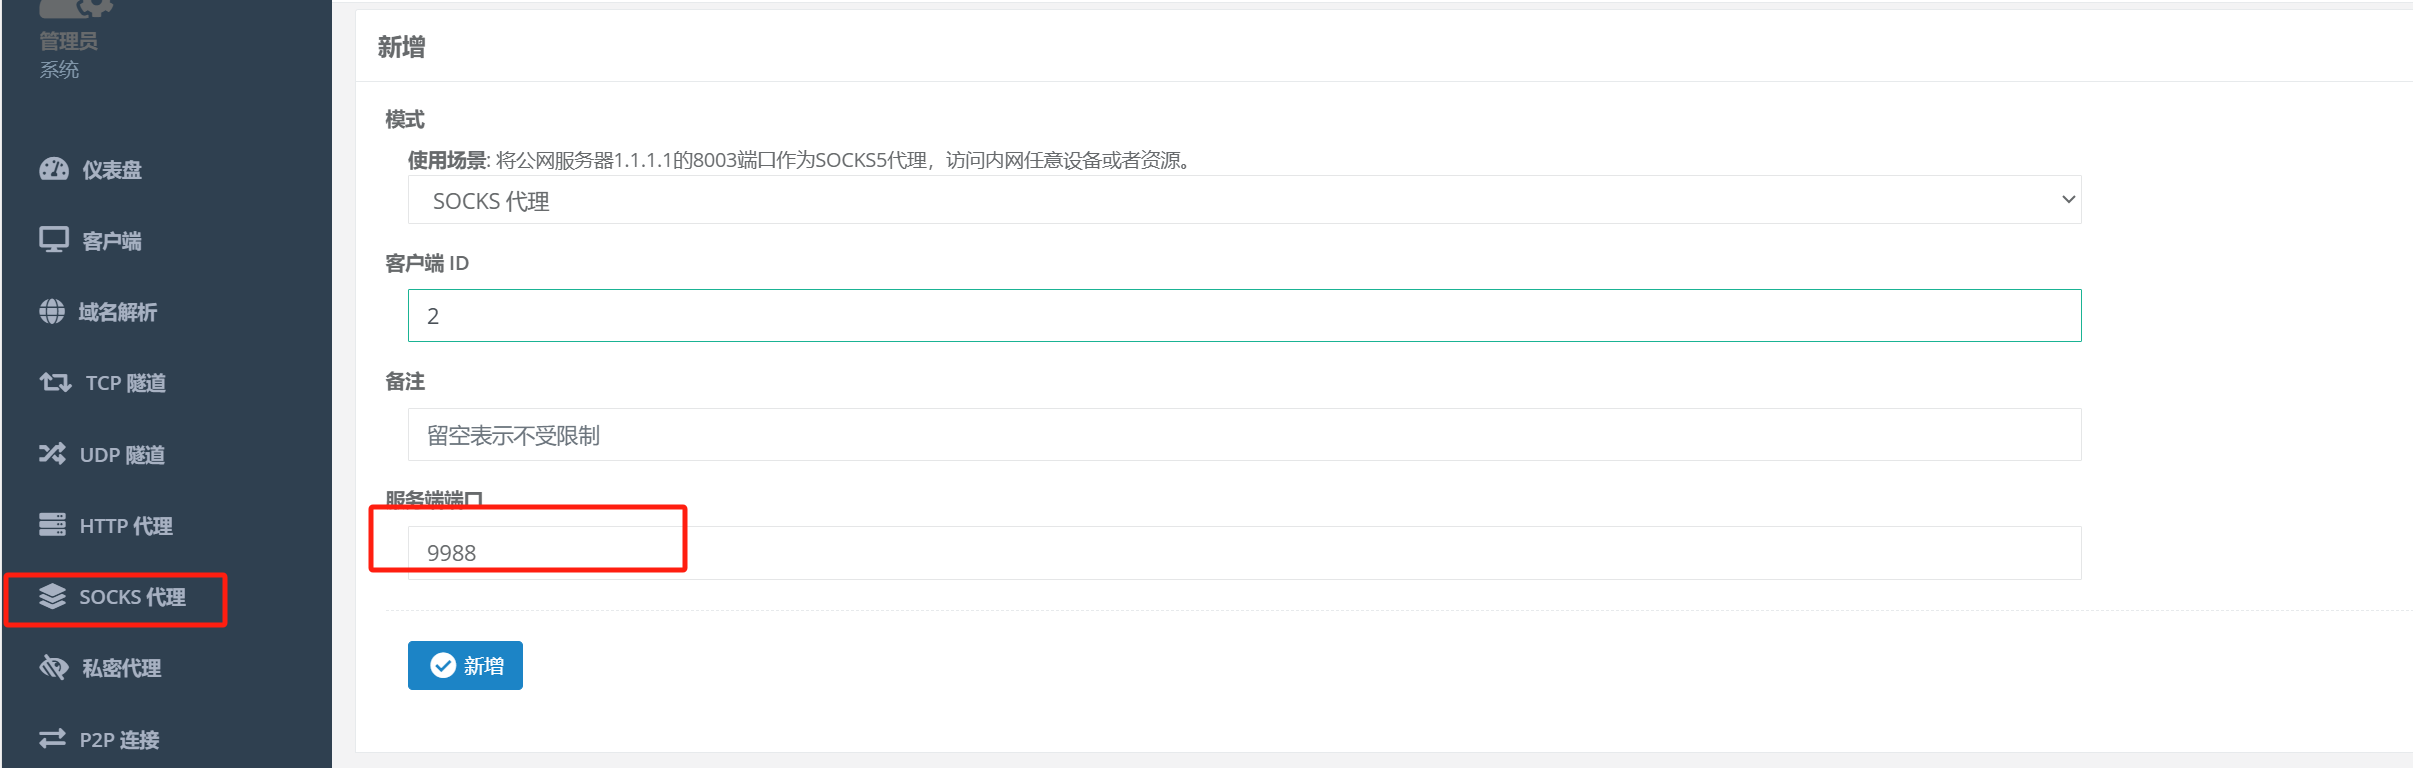 管理员
系统
仪表盘
客户端
域名解析
TCP 隧道
UDP 隧道
HTTP 代理
SOCKS 代理
私密代理
P2P 连接
新增
模式
使用场景: 将公网服务器1.1.1.1的8003端口作为SOCKS5代理，访问内网任意设备或者资源。
SOCKS 代理
客户端 ID
2
备注
留空表示不受限制
服务端端口
9988
新增